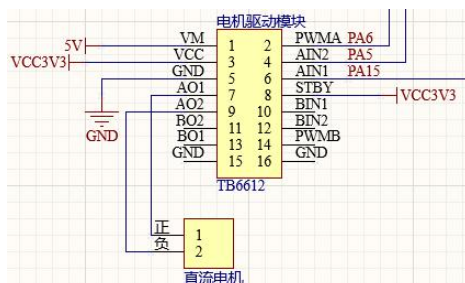 电机驱动模块
VM 1 2 PWMA PA6
5V
VCC 3 4 AIN2 PA5
VCC3V3
GND 5 6 AIN1 PA15
AO1 7 8 STBY VCC3V3
AO2 9 10 BIN1
BO2 11 12 BIN2
BO1 13 14 PWMB
GND 15 16 GND
GND
TB6612
正 1
负 2
直流电机